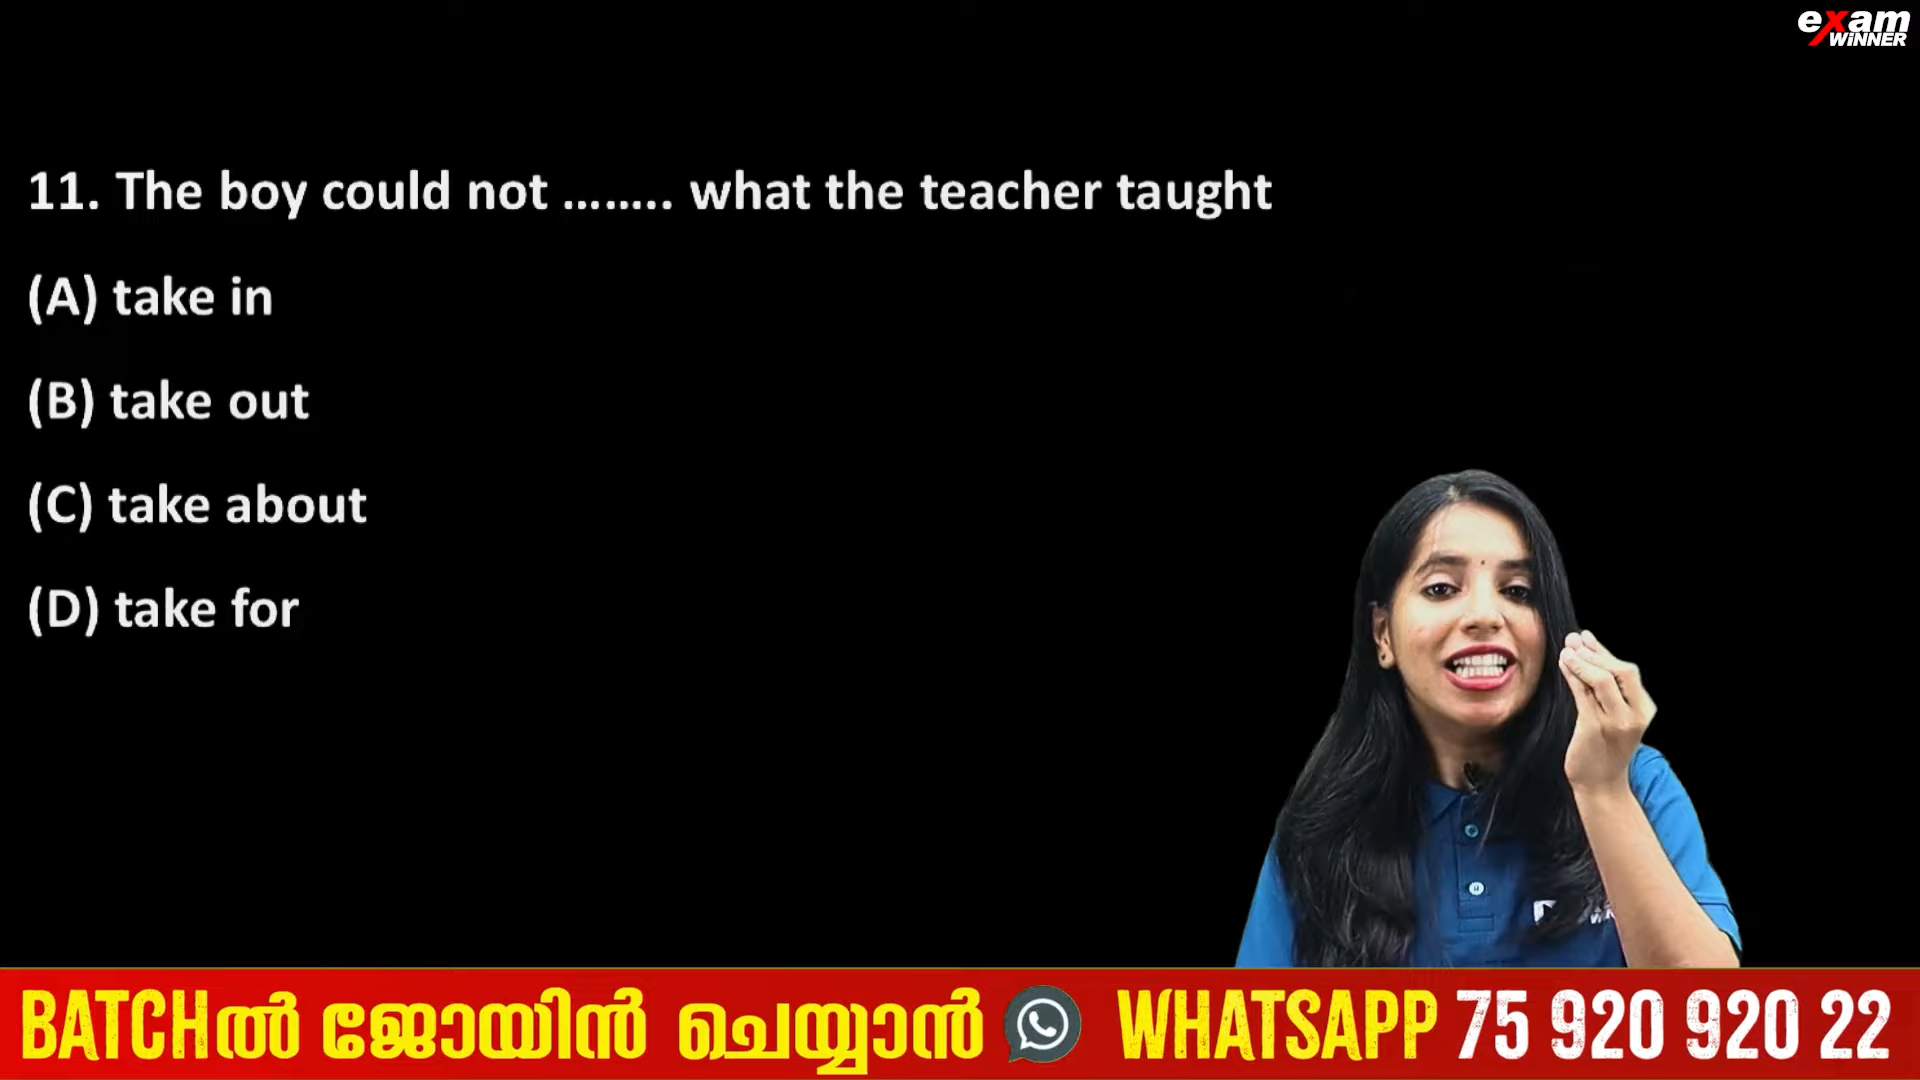 exam
WINNER
11. The boy could not …….. what the teacher taught
(A) take in
(B) take out
(C) take about
(D) take for
BATCHൽ ജോയിൻ ചെയ്യാൻ WHATSAPP 75 920 920 22